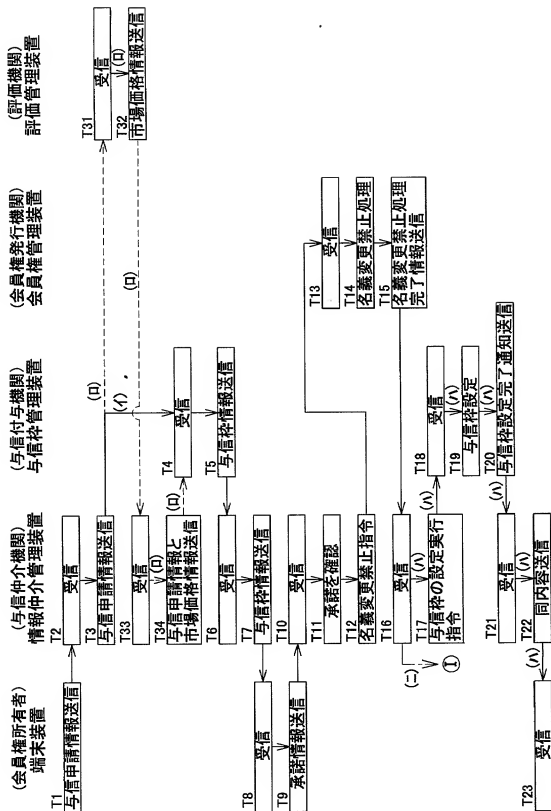 (会員権所有者)
端末装置
(与信仲介機関)
情報仲介管理装置
(与信付与機関)
与信枠管理装置
(会員権発行機関)
会員権管理装置
(評価機関)
評価管理装置
T1
与信申請情報送信
T2
受信
T3
与信申請情報送信
(ロ)
(イ)
T31
受信
(ロ)
T32
市場価格情報送信
(ロ)
T33
受信
(ロ)
T34
与信申請情報と
市場価格情報送信
(ロ)
T4
受信
T5
与信枠情報送信
T6
受信
T7
与信枠情報送信
T8
受信
T9
承諾情報送信
T10
受信
T11
承諾を確認
T12
名義変更禁止指令
T13
受信
T14
名義変更禁止処理
T15
名義変更禁止処理
完了情報送信
T16
受信
(ニ)
I
(ハ)
T17
与信枠の設定実行
指令
(ハ)
T18
受信
(ハ)
T19
与信枠設定
(ハ)
T20
与信枠設定完了通知送信
(ハ)
T21
受信
(ハ)
T22
同内容送信
(ハ)
T23
受信